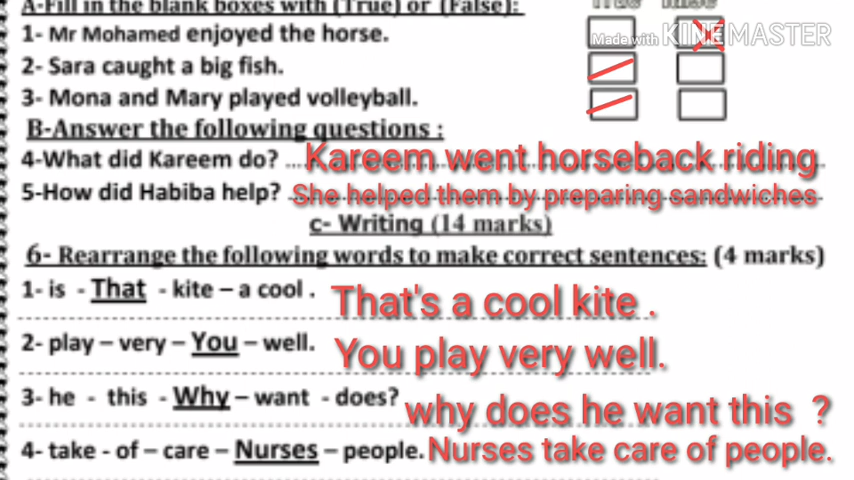 A-Fill in the blank boxes with (True) or (False):
1- Mr Mohamed enjoyed the horse.
Made with KINEMASTER
2- Sara caught a big fish.
3- Mona and Mary played volleyball.
B-Answer the following questions :
4-What did Kareem do? Kareem went horseback riding
5-How did Habiba help? She helped them by preparing sandwiches
c- Writing (14 marks)
6- Rearrange the following words to make correct sentences: (4 marks)
1- is - That - kite – a cool . That's a cool kite .
2- play – very – You – well. You play very well.
3- he - this - Why – want - does? why does he want this ?
4- take - of – care – Nurses – people. Nurses take care of people.